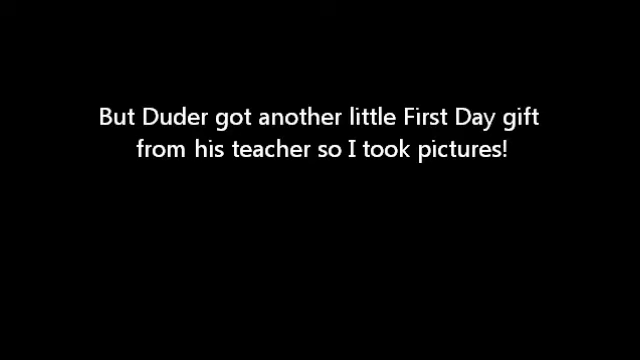 But Duder got another little First Day gift
from his teacher so I took pictures!